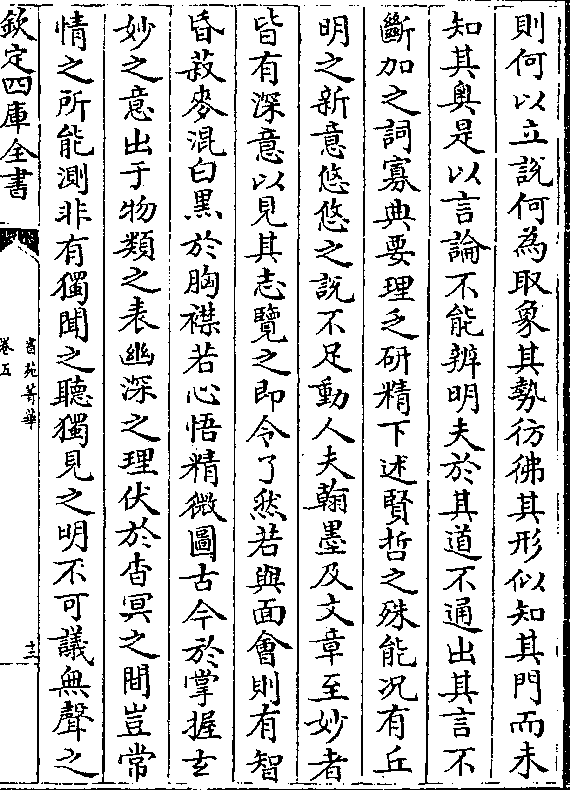 則何以立說何為取象其勢彷彿其形似知其門而未
知其奥是以言論不能辨明夫於其道不通出其言不
斷加之詞寡典要理乏研精下述賢哲之殊能况有丘
明之新意悠悠之說不足動人夫翰墨及文章至妙者
皆有深意以見其志覽之即令了然若與面會則有智
昏菽麥混白黑於胸襟若心悟精微圖古今於掌握玄
妙之意出于物類之表幽深之理伏於杳冥之間豈常
情之所能測非有獨聞之聽獨見之明不可議無聲之
欽定四庫全書
書苑菁華
卷五
十三